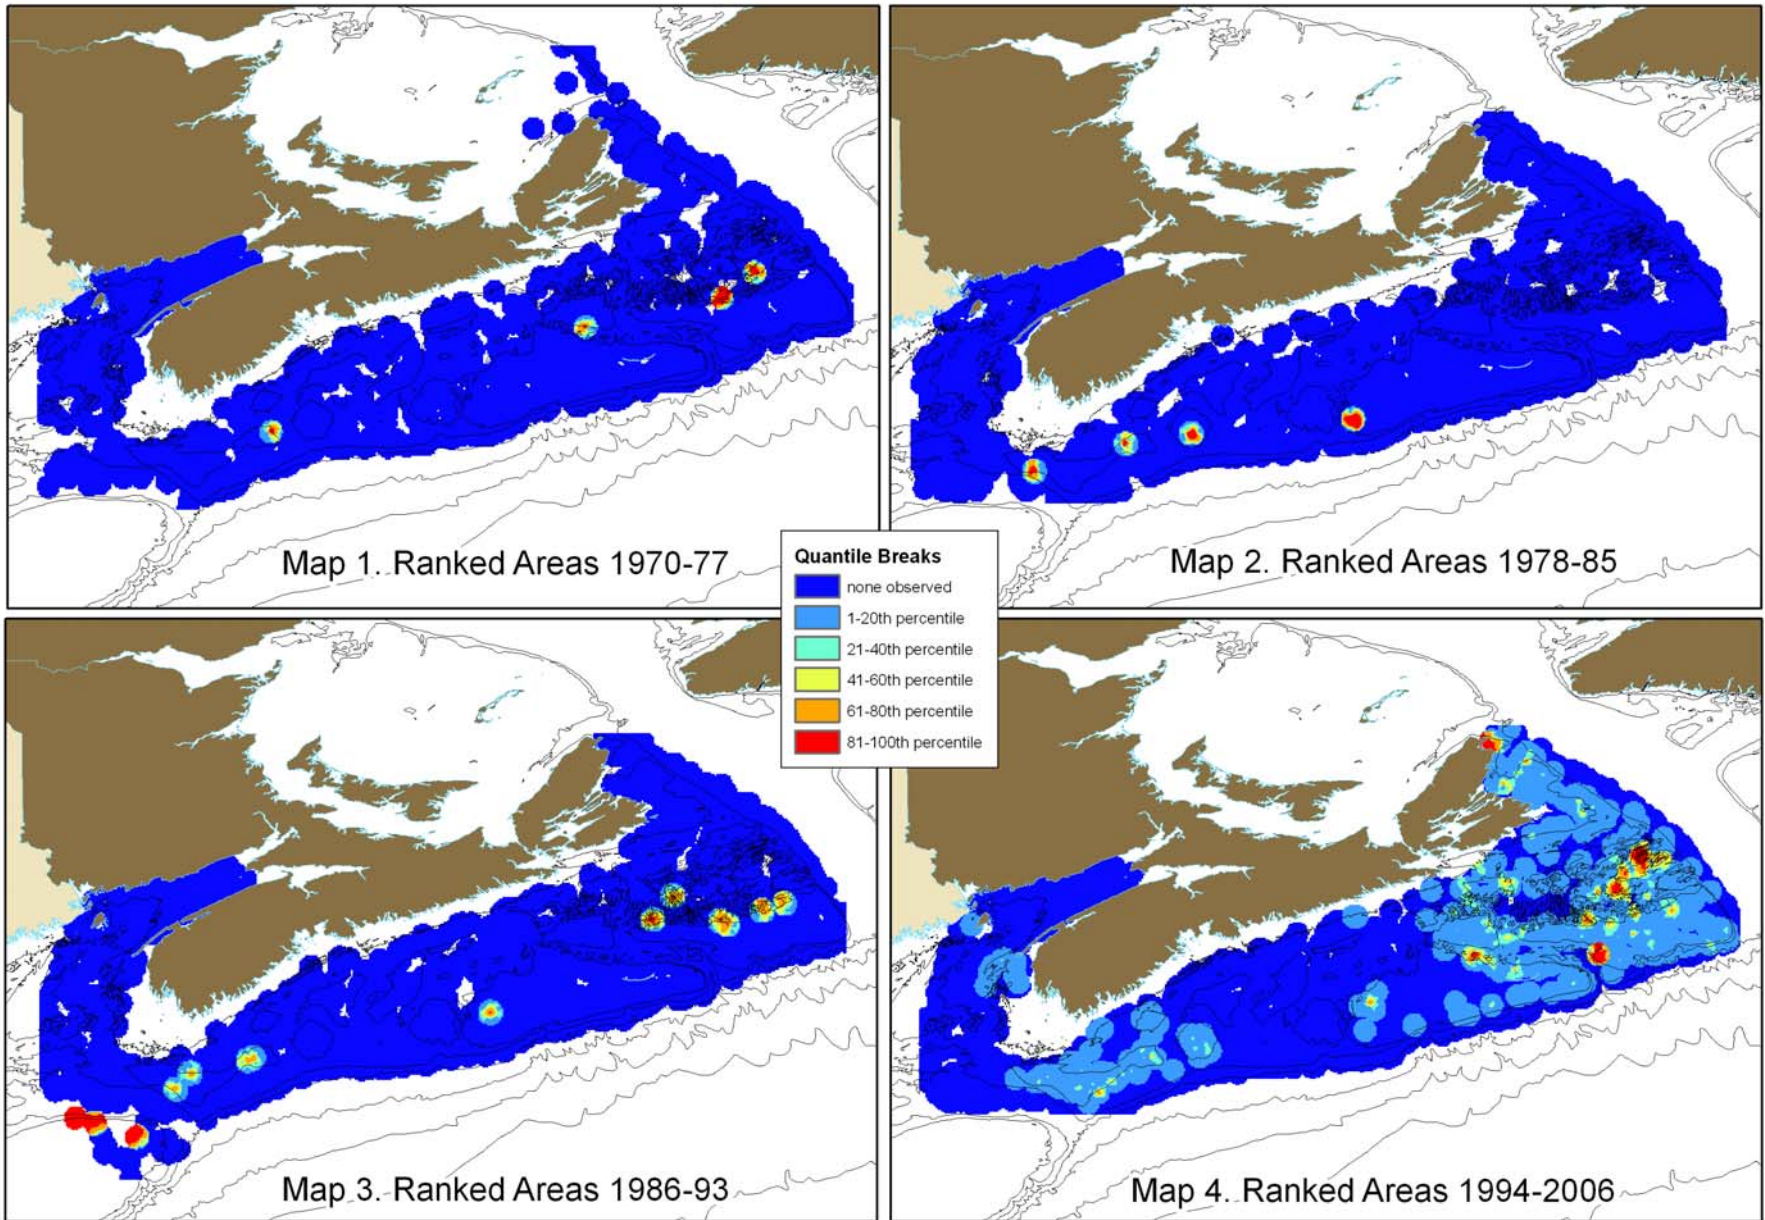 Map 1. Ranked Areas 1970-77
Map 2. Ranked Areas 1978-85
Quantile Breaks
none observed
1-20th percentile
21-40th percentile
41-60th percentile
61-80th percentile
81-100th percentile
Map 3. Ranked Areas 1986-93
Map 4. Ranked Areas 1994-2006